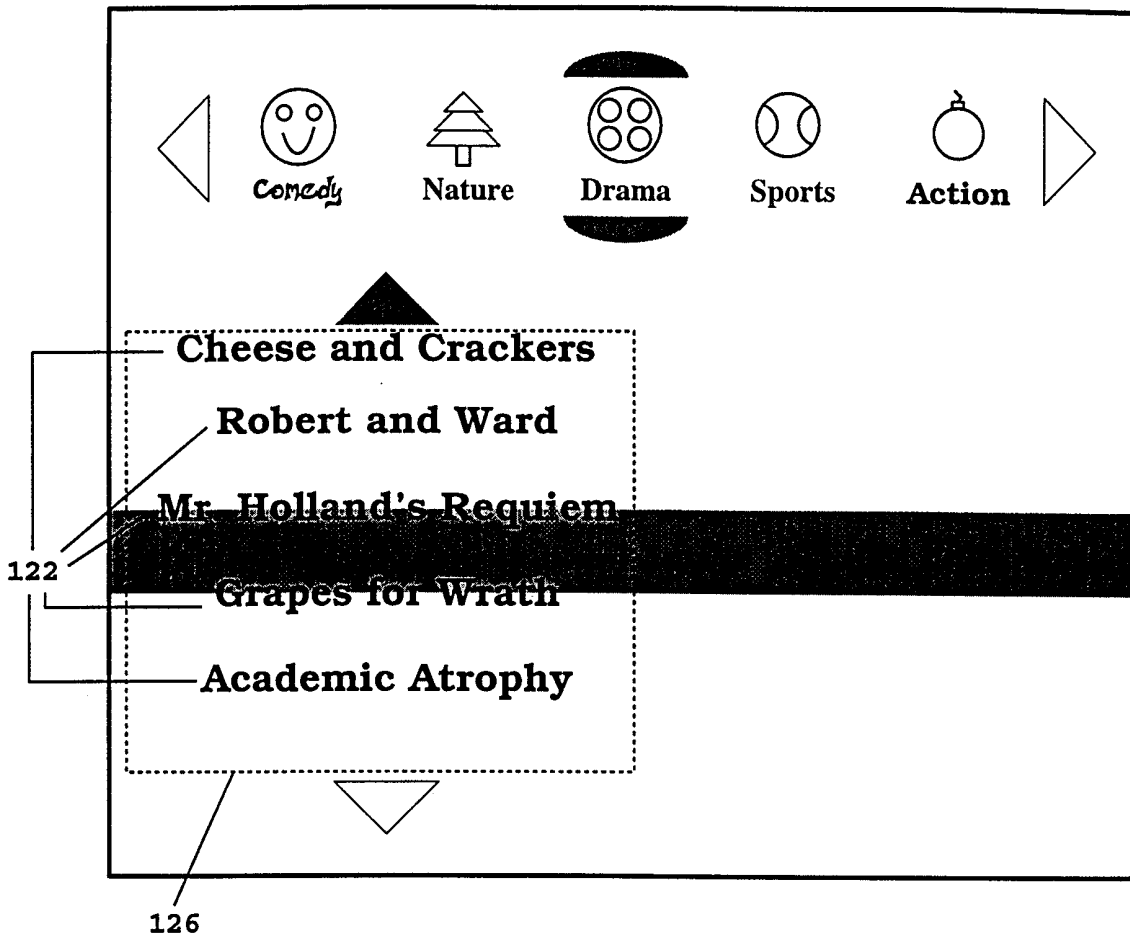 Comedy Nature Drama Sports Action
Cheese and Crackers
Robert and Ward
Mr. Holland's Requiem
122
Grapes for Wrath
Academic Atrophy
126